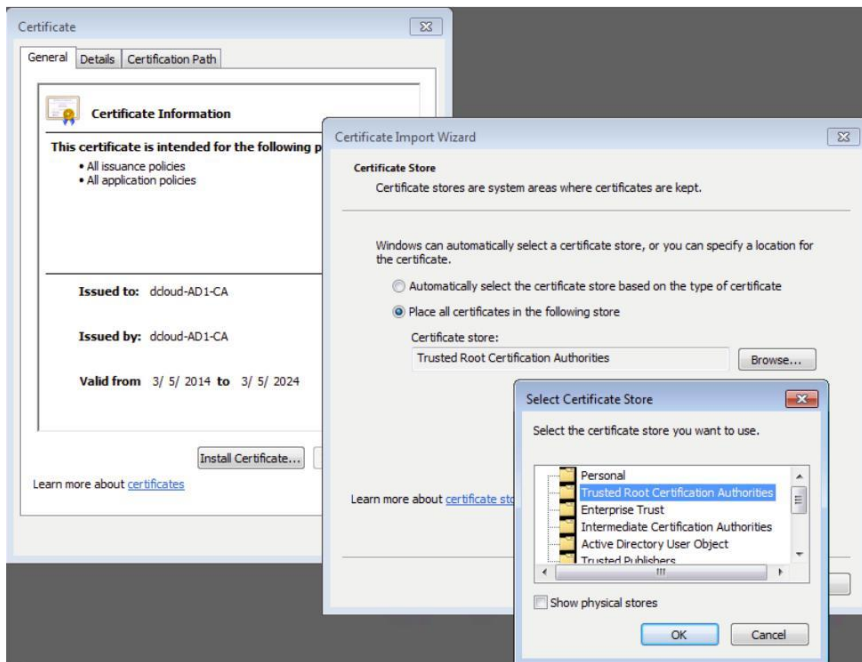 Certificate
General
Details
Certification Path
Certificate Information
This certificate is intended for the following p
• All issuance policies
• All application policies
Issued to: dcloud-AD1-CA
Issued by: dcloud-AD1-CA
Valid from 3/ 5/ 2014 to 3/ 5/ 2024
Install Certificate...
Learn more about certificates
Certificate Import Wizard
Certificate Store
Certificate stores are system areas where certificates are kept.
Windows can automatically select a certificate store, or you can specify a location for
the certificate.
Automatically select the certificate store based on the type of certificate
Place all certificates in the following store
Certificate store:
Trusted Root Certification Authorities
Browse...
Learn more about certificate sto
Select Certificate Store
Select the certificate store you want to use.
Personal
Trusted Root Certification Authorities
Enterprise Trust
Intermediate Certification Authorities
Active Directory User Object
Trusted Publishers
Show physical stores
OK
Cancel